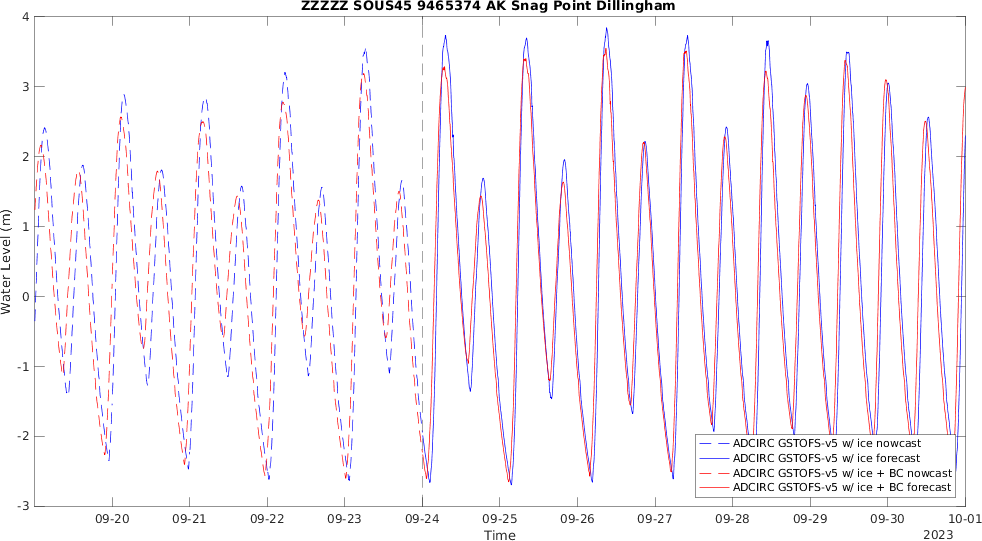 ZZZZZ SOUS45 9465374 AK Snag Point Dillingham
4
3
2
1
0
-1
-2
-3
Water Level (m)
ADCIRC GSTOFS-v5 w/ ice nowcast
ADCIRC GSTOFS-v5 w/ ice forecast
ADCIRC GSTOFS-v5 w/ ice + BC nowcast
ADCIRC GSTOFS-v5 w/ ice + BC forecast
09-20 09-21 09-22 09-23 09-24 09-25 09-26 09-27 09-28 09-29 09-30 10-01
Time 2023